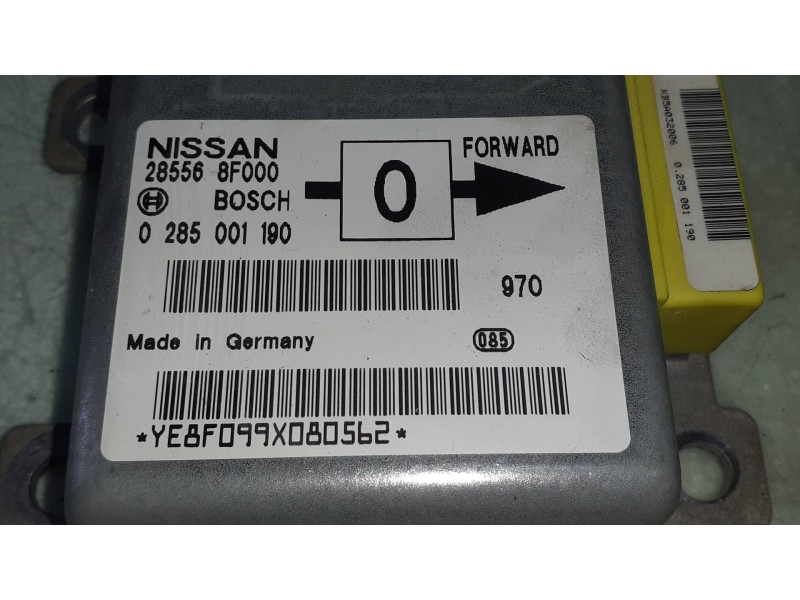 NISSAN
28556 8F000
BOSCH
0 285 001 190
0
FORWARD
970
Made in Germany
085
*YE8F099X080562*
KB5A032006 0.285 001 190